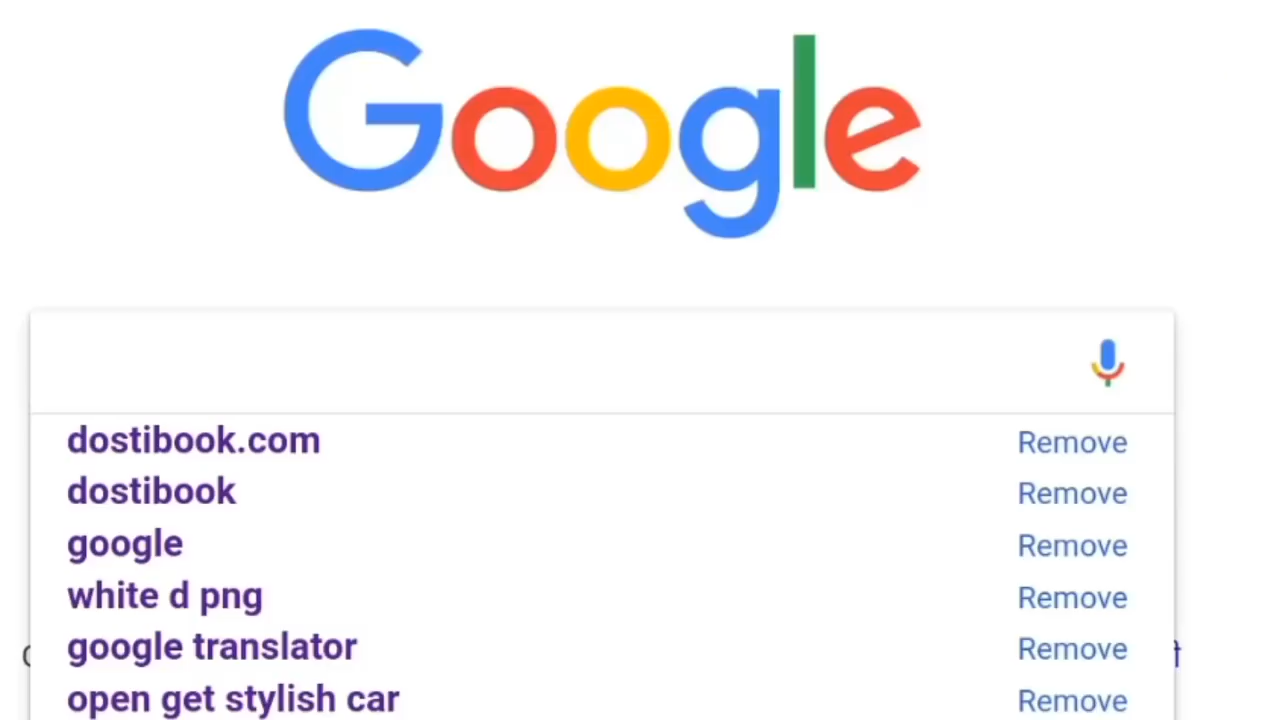 Google
dostibook.com Remove
dostibook Remove
google Remove
white d png Remove
google translator Remove
open get stylish car Remove